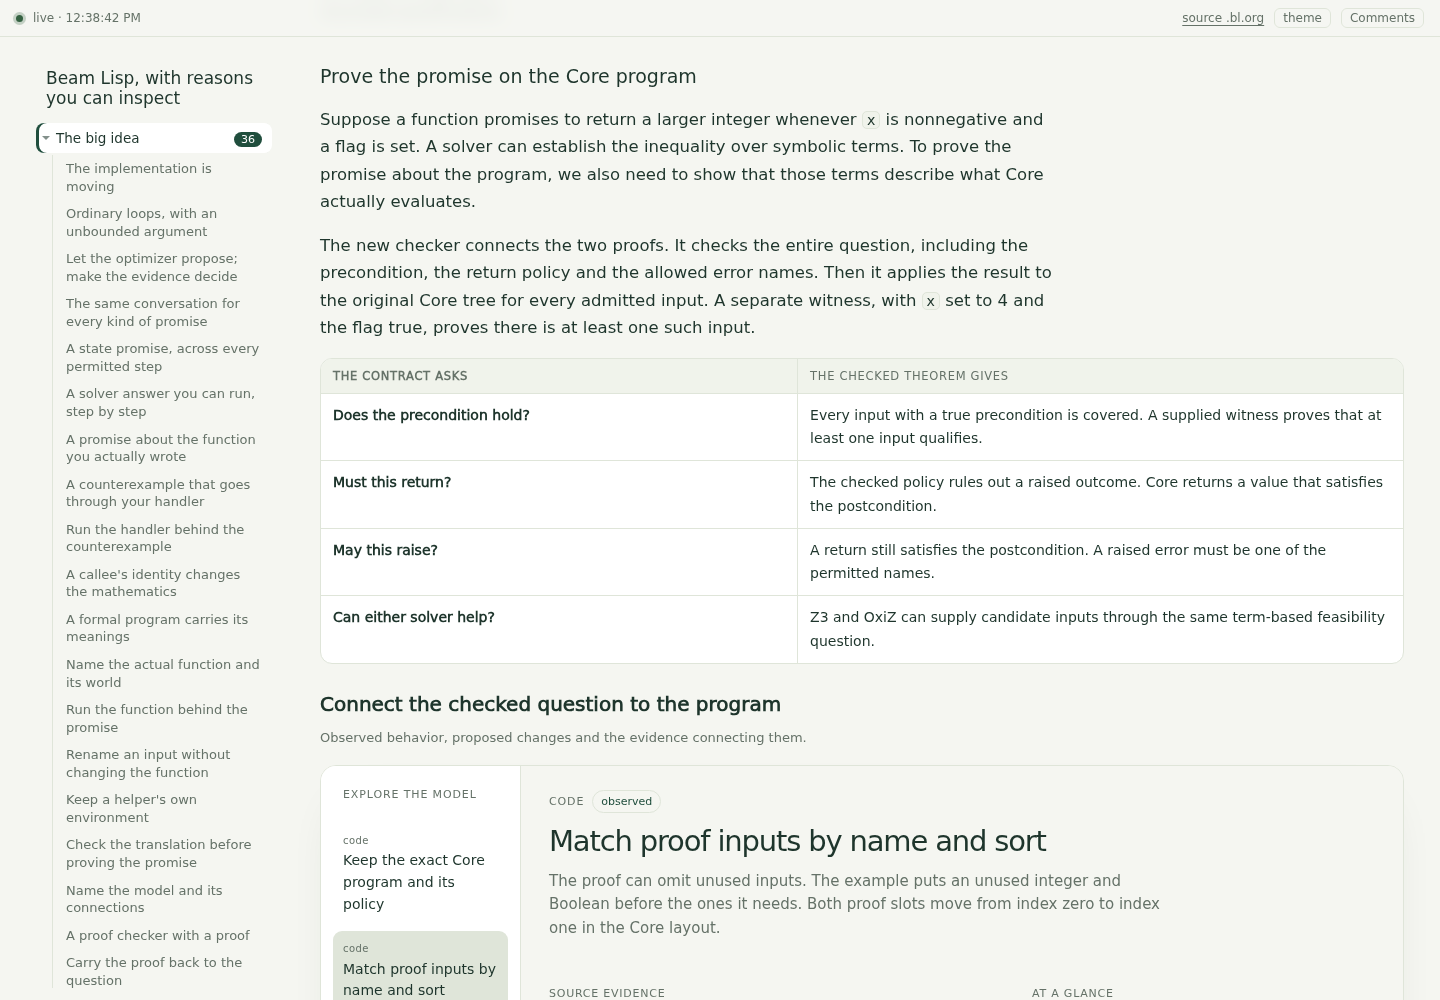 live · 12:38:42 PM
source .bl.org
theme
Comments
Beam Lisp, with reasons
you can inspect
The big idea
36
The implementation is
moving
Ordinary loops, with an
unbounded argument
Let the optimizer propose;
make the evidence decide
The same conversation for
every kind of promise
A state promise, across every
permitted step
A solver answer you can run,
step by step
A promise about the function
you actually wrote
A counterexample that goes
through your handler
Run the handler behind the
counterexample
A callee's identity changes
the mathematics
A formal program carries its
meanings
Name the actual function and
its world
Run the function behind the
promise
Rename an input without
changing the function
Keep a helper's own
environment
Check the translation before
proving the promise
Name the model and its
connections
A proof checker with a proof
Carry the proof back to the
question
Prove the promise on the Core program
Suppose a function promises to return a larger integer whenever x is nonnegative and
a flag is set. A solver can establish the inequality over symbolic terms. To prove the
promise about the program, we also need to show that those terms describe what Core
actually evaluates.
The new checker connects the two proofs. It checks the entire question, including the
precondition, the return policy and the allowed error names. Then it applies the result to
the original Core tree for every admitted input. A separate witness, with x set to 4 and
the flag true, proves there is at least one such input.
THE CONTRACT ASKS
THE CHECKED THEOREM GIVES
Does the precondition hold?
Every input with a true precondition is covered. A supplied witness proves that at
least one input qualifies.
Must this return?
The checked policy rules out a raised outcome. Core returns a value that satisfies
the postcondition.
May this raise?
A return still satisfies the postcondition. A raised error must be one of the
permitted names.
Can either solver help?
Z3 and OxiZ can supply candidate inputs through the same term-based feasibility
question.
Connect the checked question to the program
Observed behavior, proposed changes and the evidence connecting them.
EXPLORE THE MODEL
code
Keep the exact Core
program and its
policy
code
Match proof inputs by
name and sort
CODE
observed
Match proof inputs by name and sort
The proof can omit unused inputs. The example puts an unused integer and
Boolean before the ones it needs. Both proof slots move from index zero to index
one in the Core layout.
SOURCE EVIDENCE
AT A GLANCE